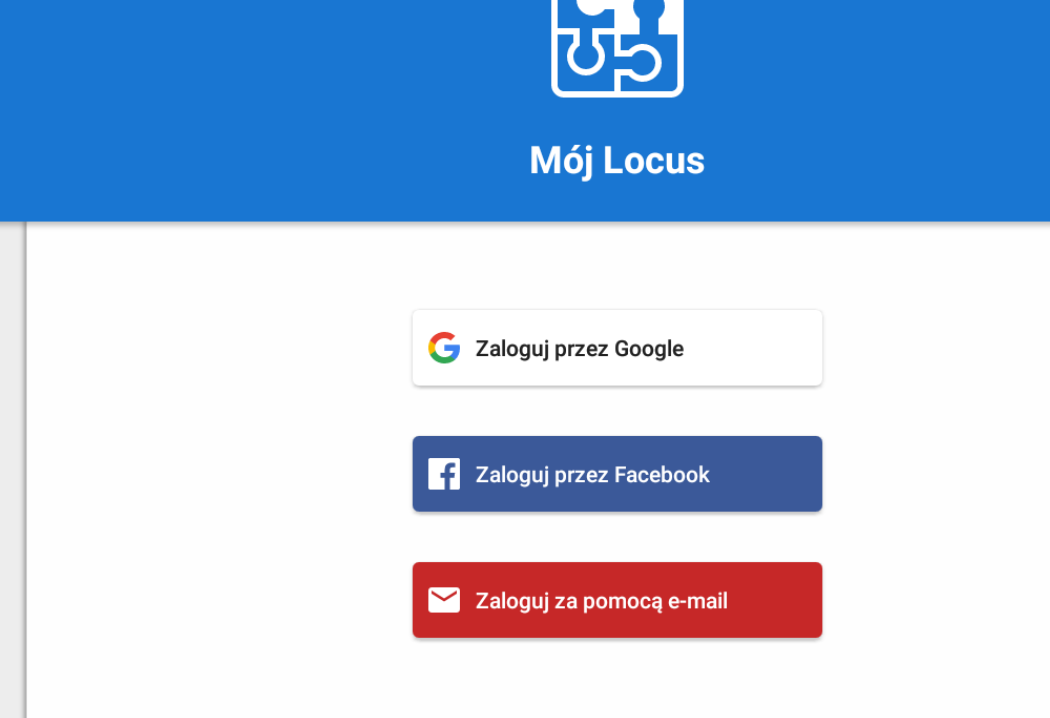 Mój Locus
Zaloguj przez Google
Zaloguj przez Facebook
Zaloguj za pomocą e-mail